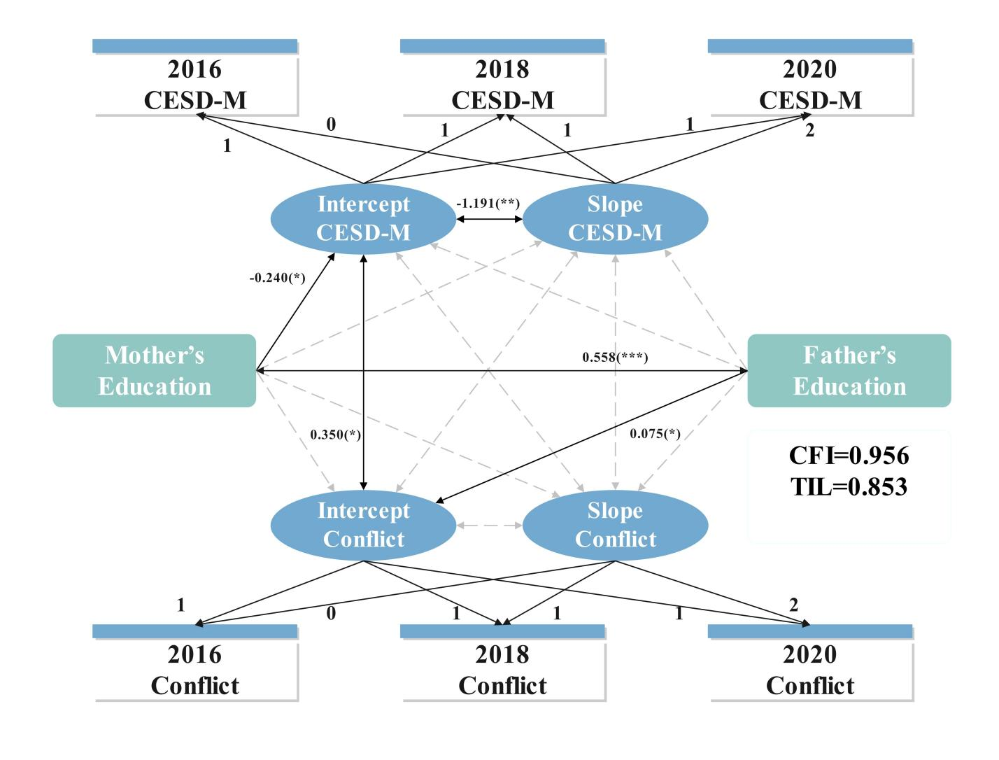 2016
CESD-M
2018
CESD-M
2020
CESD-M
0
1
1
1
1
2
Intercept
CESD-M
-1.191(**)
Slope
CESD-M
-0.240(*)
Mother’s
Education
0.558(***)
Father’s
Education
0.350(*)
0.075(*)
CFI=0.956
TIL=0.853
Intercept
Conflict
Slope
Conflict
1
0
1
1
1
2
2016
Conflict
2018
Conflict
2020
Conflict